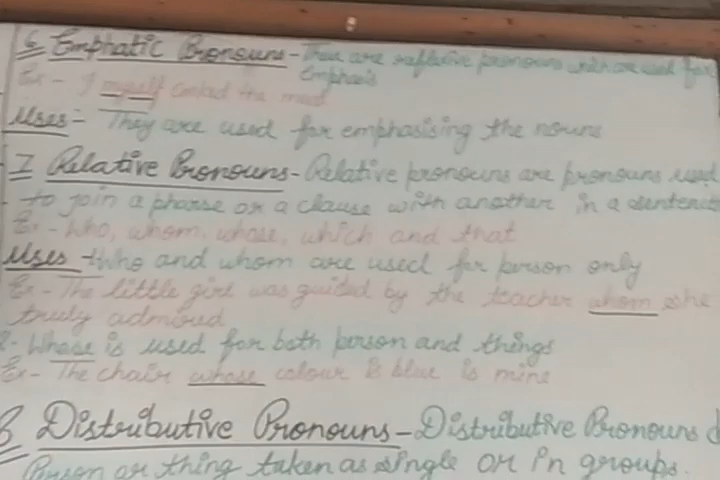 6 Emphatic Pronouns - These are reflexive pronouns which are used for
Emphasis
Ex - I myself cooked the meal
Uses - They are used for emphasising the nouns
7 Relative Pronouns - Relative pronouns are pronouns used
to join a pharse or a clause with another in a sentence
Ex - Who, whom, whose, which and that
Uses - Who and whom are used for person only
Ex - The little girl was guided by the teacher whom she
truly admired
2. Whose is used for both person and things
Ex - The chair whose colour is blue is mine
8 Distributive Pronouns - Distributive Pronouns
Person or thing taken as single or in groups.